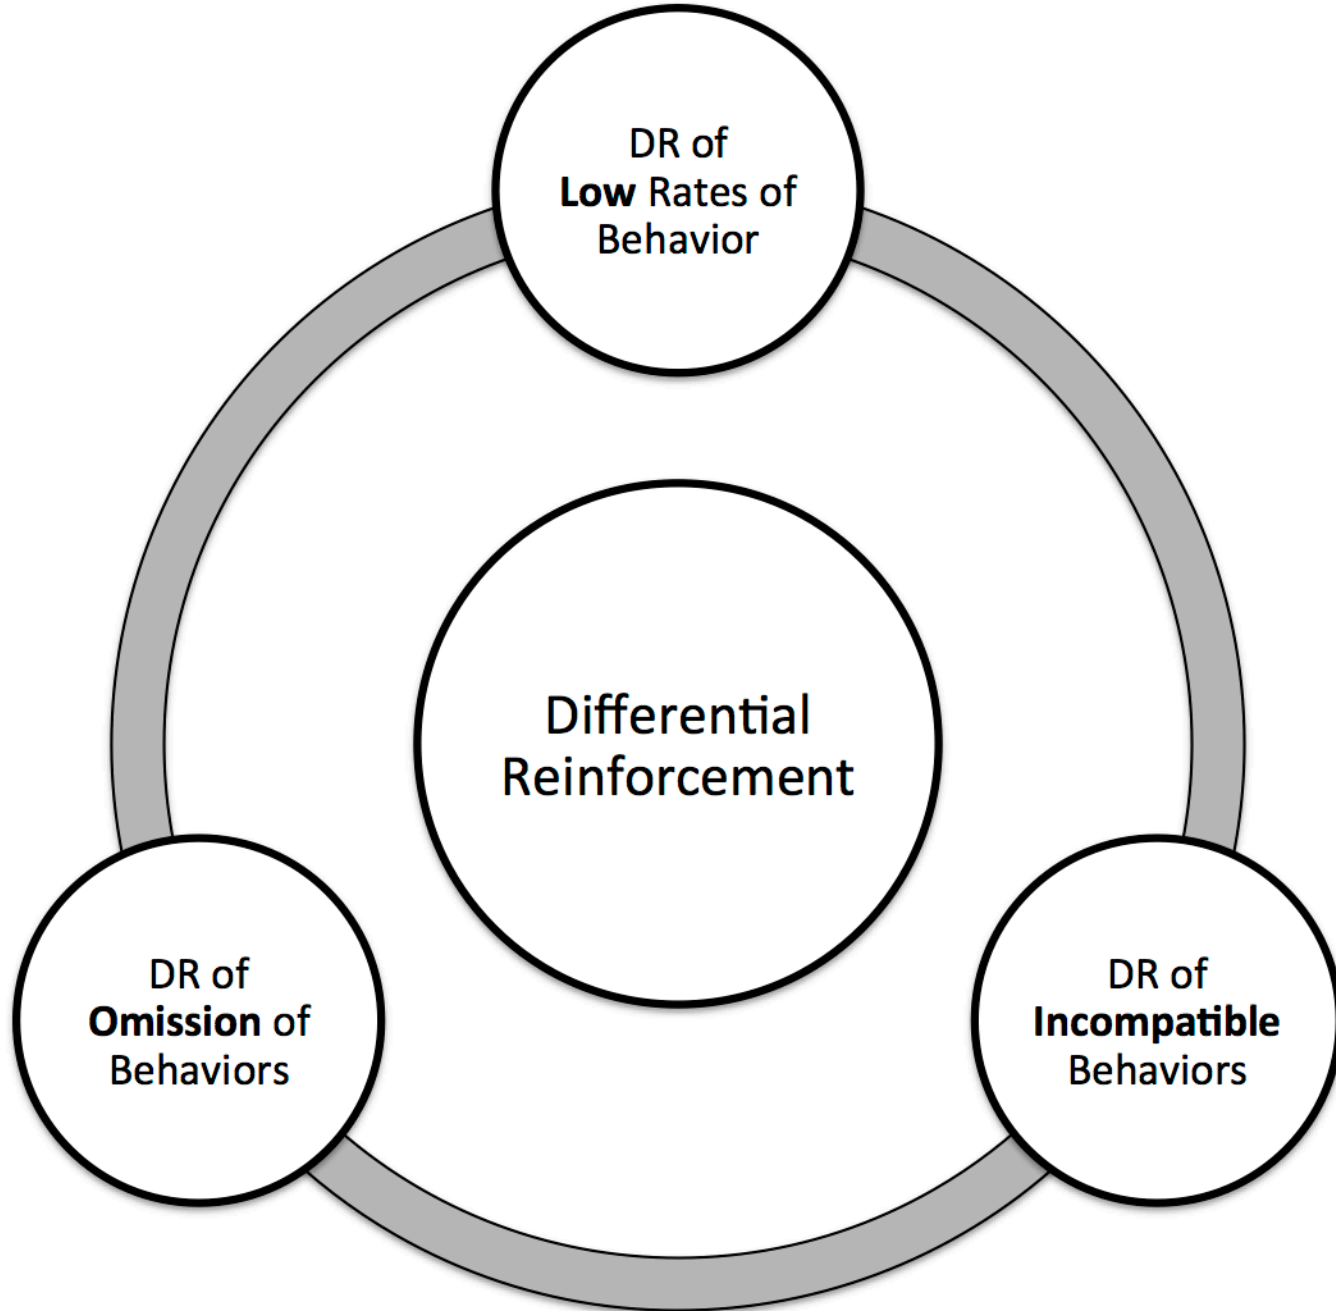 DR of
Low Rates of
Behavior
Differential
Reinforcement
DR of
Omission of
Behaviors
DR of
Incompatible
Behaviors